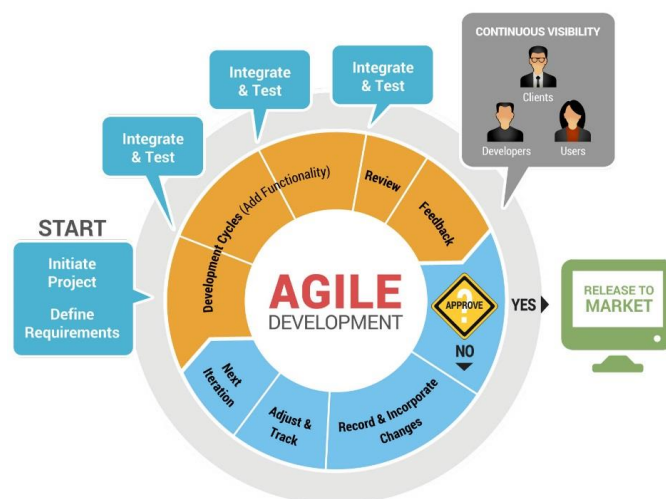 START
Initiate
Project
Define
Requirements
Integrate
& Test
Integrate
& Test
Integrate
& Test
CONTINUOUS VISIBILITY
Clients
Developers
Users
Development Cycles (Add Functionality)
Review
Feedback
?
APPROVE
YES
RELEASE TO
MARKET
NO
Record & Incorporate
Changes
Adjust &
Track
Next
Iteration
AGILE
DEVELOPMENT